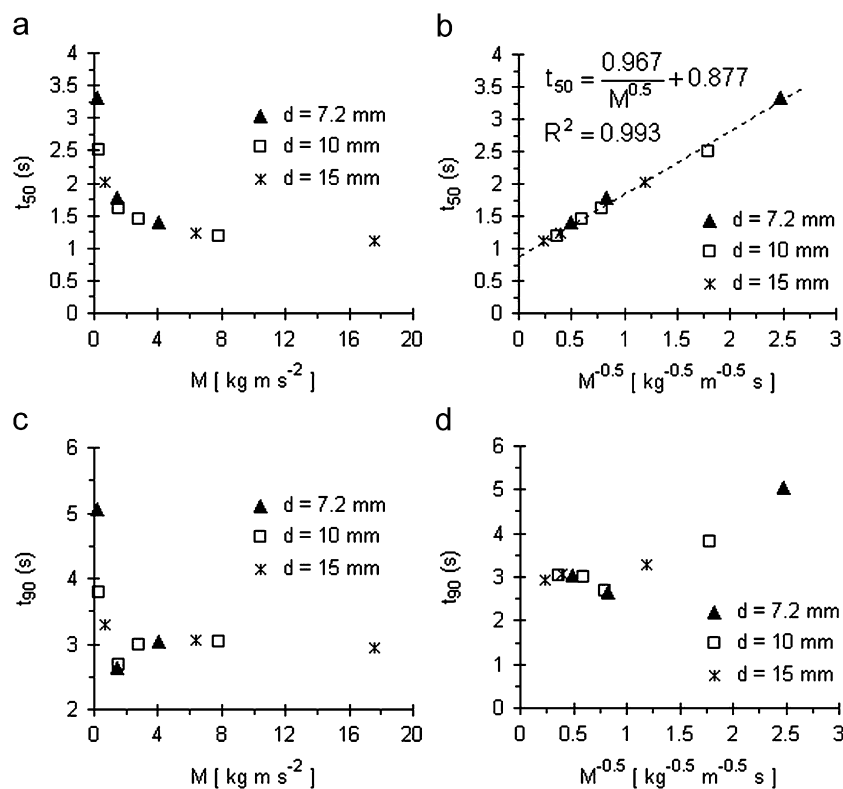 a
t50 (s)
4
3.5
3
2.5
2
1.5
1
0.5
0
0 4 8 12 16 20
M [ kg m s-2 ]
d = 7.2 mm
d = 10 mm
d = 15 mm
b
t50 (s)
4
3.5
3
2.5
2
1.5
1
0.5
0
0 0.5 1 1.5 2 2.5 3
M-0.5 [ kg-0.5 m-0.5 s ]
t50 = 0.967 / M0.5 + 0.877
R2 = 0.993
d = 7.2 mm
d = 10 mm
d = 15 mm
c
t90 (s)
6
5
4
3
2
0 4 8 12 16 20
M [ kg m s-2 ]
d = 7.2 mm
d = 10 mm
d = 15 mm
d
t90 (s)
6
5
4
3
2
1
0
0 0.5 1 1.5 2 2.5 3
M-0.5 [ kg-0.5 m-0.5 s ]
d = 7.2 mm
d = 10 mm
d = 15 mm